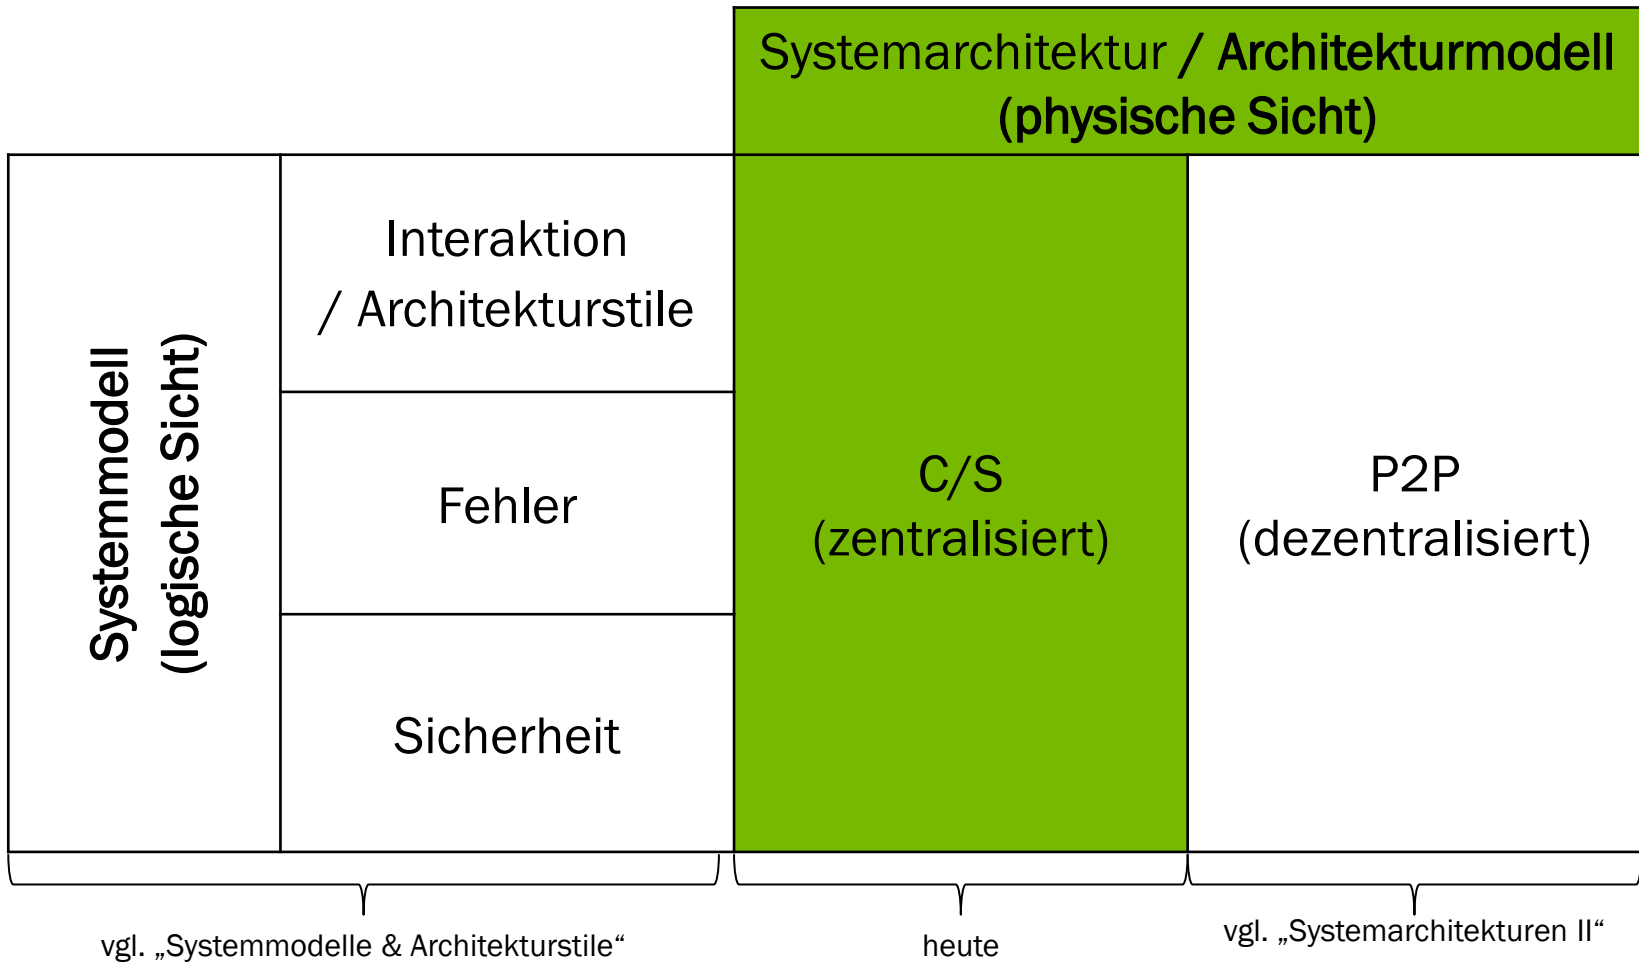 Systemarchitektur / Architekturmodell
(physische Sicht)
Systemmodell
(logische Sicht)
Interaktion
/ Architekturstile
Fehler
Sicherheit
C/S
(zentralisiert)
P2P
(dezentralisiert)
vgl. „Systemmodelle & Architekturstile“
heute
vgl. „Systemarchitekturen II“